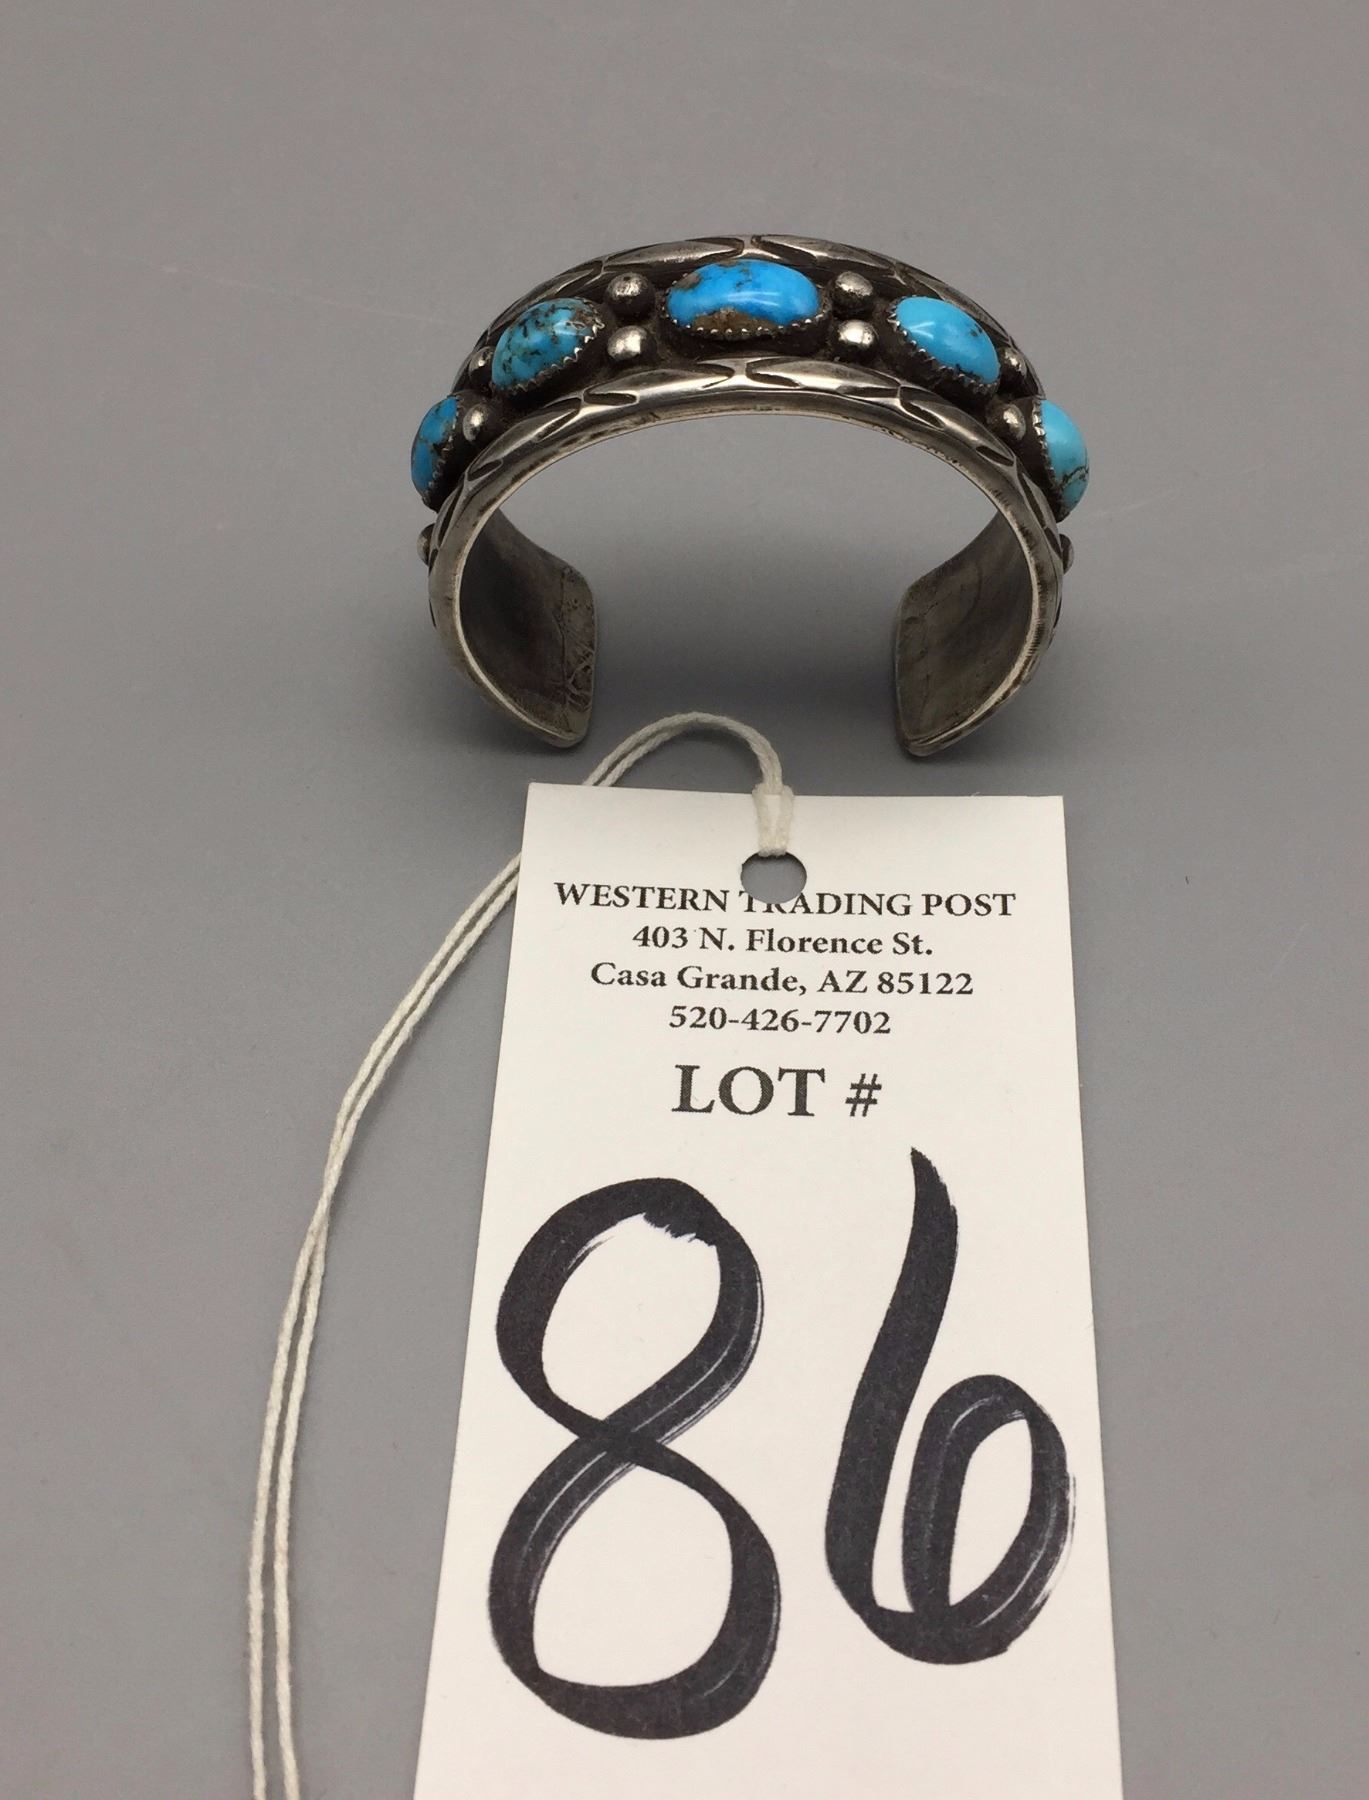 WESTERN TRADING POST
403 N. Florence St.
Casa Grande, AZ 85122
520-426-7702
LOT #
86